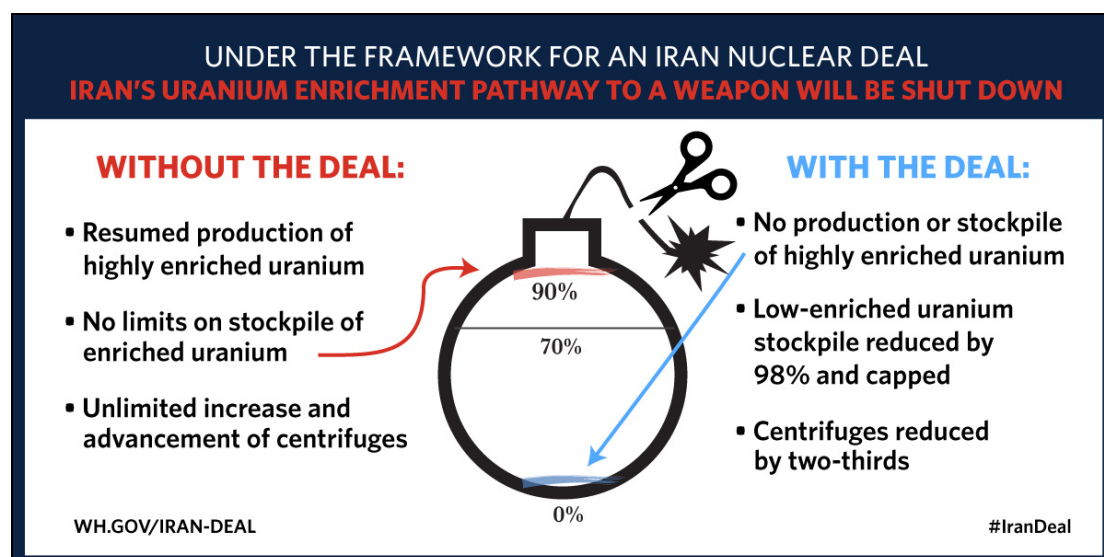 UNDER THE FRAMEWORK FOR AN IRAN NUCLEAR DEAL
IRAN'S URANIUM ENRICHMENT PATHWAY TO A WEAPON WILL BE SHUT DOWN
WITHOUT THE DEAL:
▪ Resumed production of
highly enriched uranium
▪ No limits on stockpile of
enriched uranium
▪ Unlimited increase and
advancement of centrifuges
90%
70%
0%
WITH THE DEAL:
▪ No production or stockpile
of highly enriched uranium
▪ Low-enriched uranium
stockpile reduced by
98% and capped
▪ Centrifuges reduced
by two-thirds
WH.GOV/IRAN-DEAL
#IranDeal